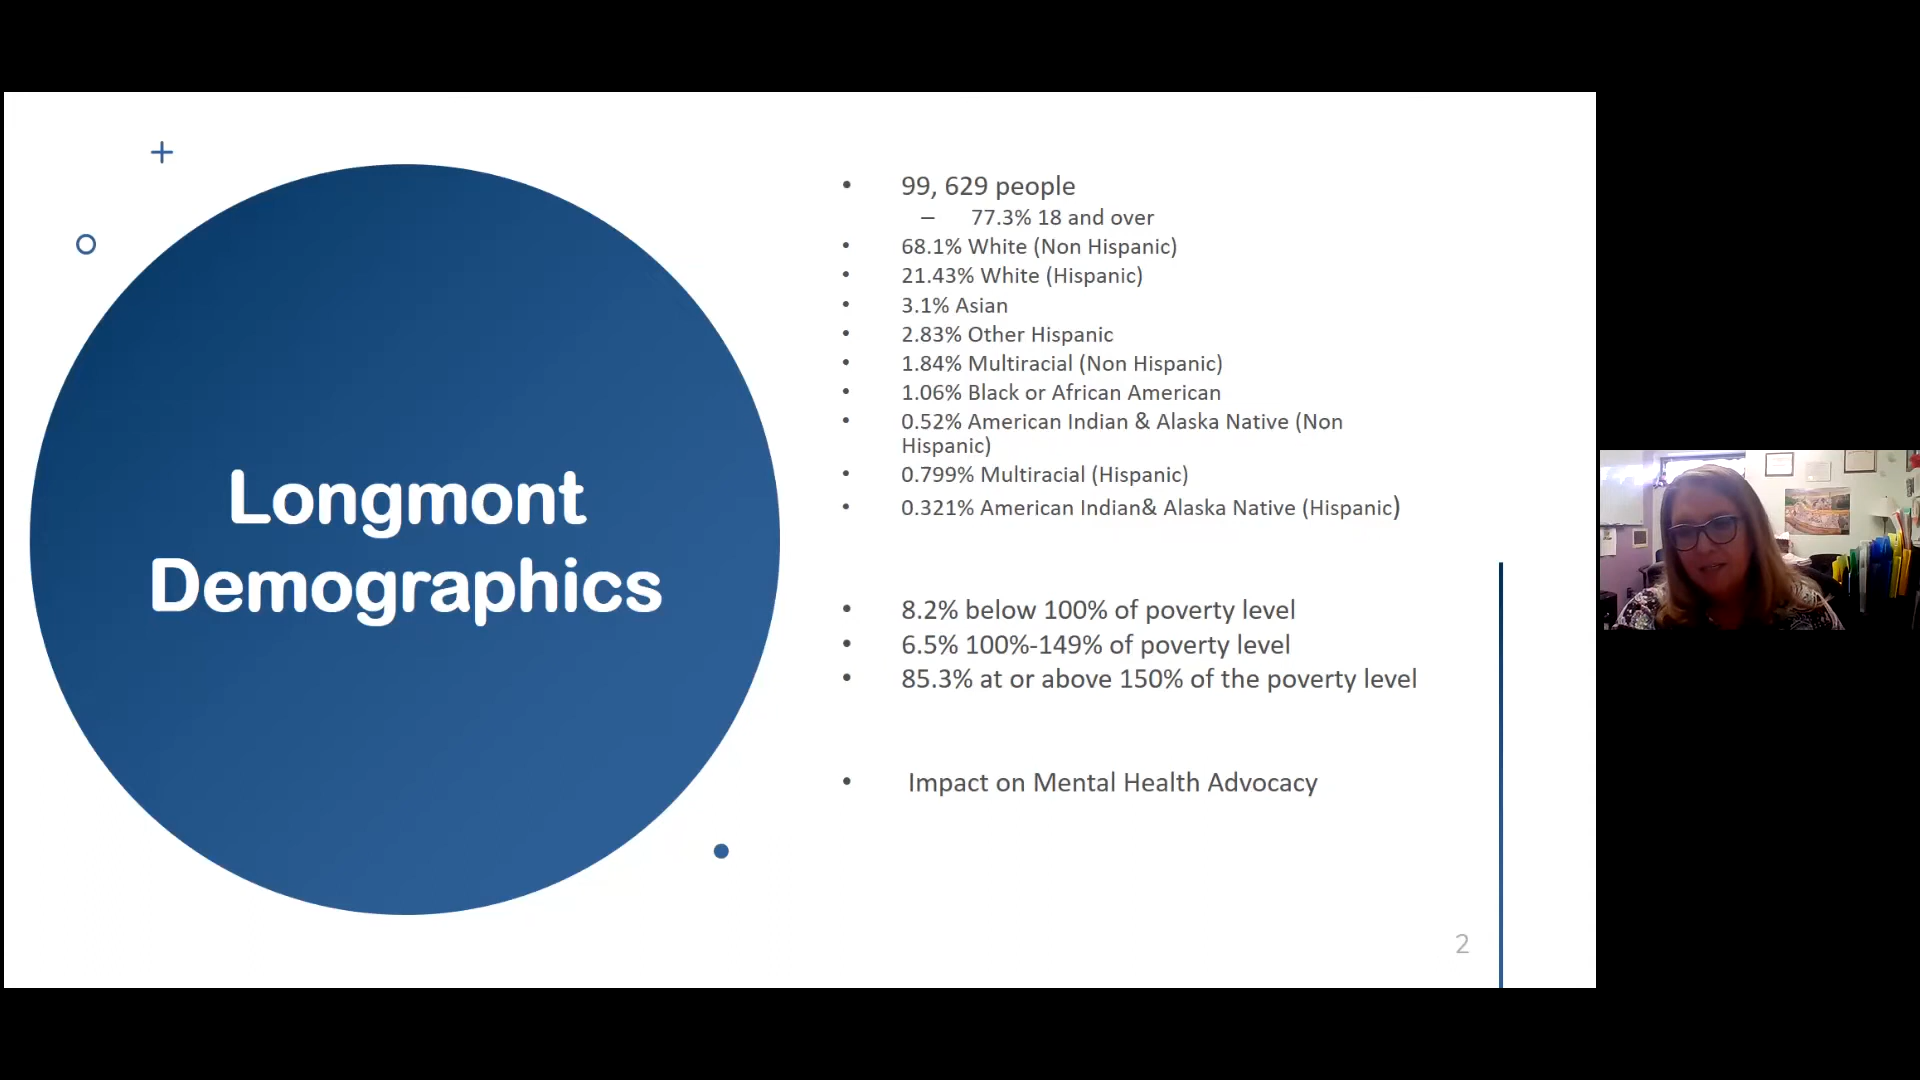 Longmont
Demographics
• 99, 629 people
– 77.3% 18 and over
• 68.1% White (Non Hispanic)
• 21.43% White (Hispanic)
• 3.1% Asian
• 2.83% Other Hispanic
• 1.84% Multiracial (Non Hispanic)
• 1.06% Black or African American
• 0.52% American Indian & Alaska Native (Non
Hispanic)
• 0.799% Multiracial (Hispanic)
• 0.321% American Indian& Alaska Native (Hispanic)
• 8.2% below 100% of poverty level
• 6.5% 100%-149% of poverty level
• 85.3% at or above 150% of the poverty level
• Impact on Mental Health Advocacy
2